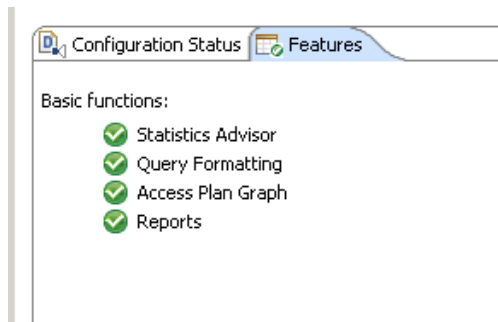 Configuration Status Features
Basic functions:
Statistics Advisor
Query Formatting
Access Plan Graph
Reports